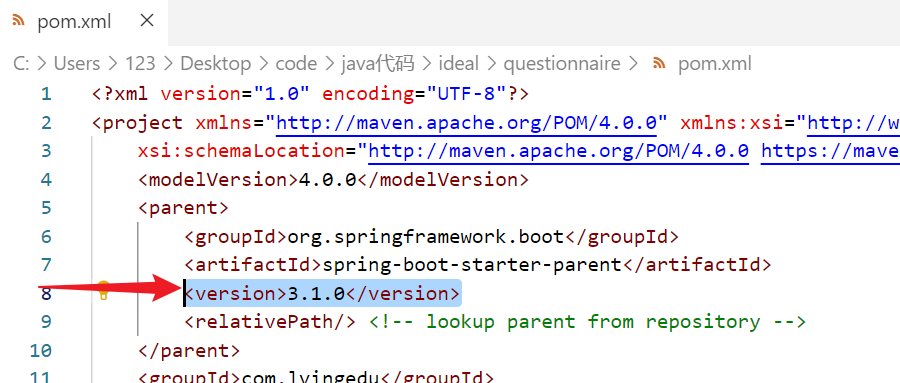 pom.xml
C: > Users > 123 > Desktop > code > java代码 > ideal > questionnaire > pom.xml
1 <?xml version="1.0" encoding="UTF-8"?>
2 <project xmlns="http://maven.apache.org/POM/4.0.0" xmlns:xsi="http://w
3 xsi:schemaLocation="http://maven.apache.org/POM/4.0.0 https://mave
4 <modelVersion>4.0.0</modelVersion>
5 <parent>
6 <groupId>org.springframework.boot</groupId>
7 <artifactId>spring-boot-starter-parent</artifactId>
8 <version>3.1.0</version>
9 <relativePath/> <!-- lookup parent from repository -->
10 </parent>
11 <groupId>com.lvingedu</groupId>